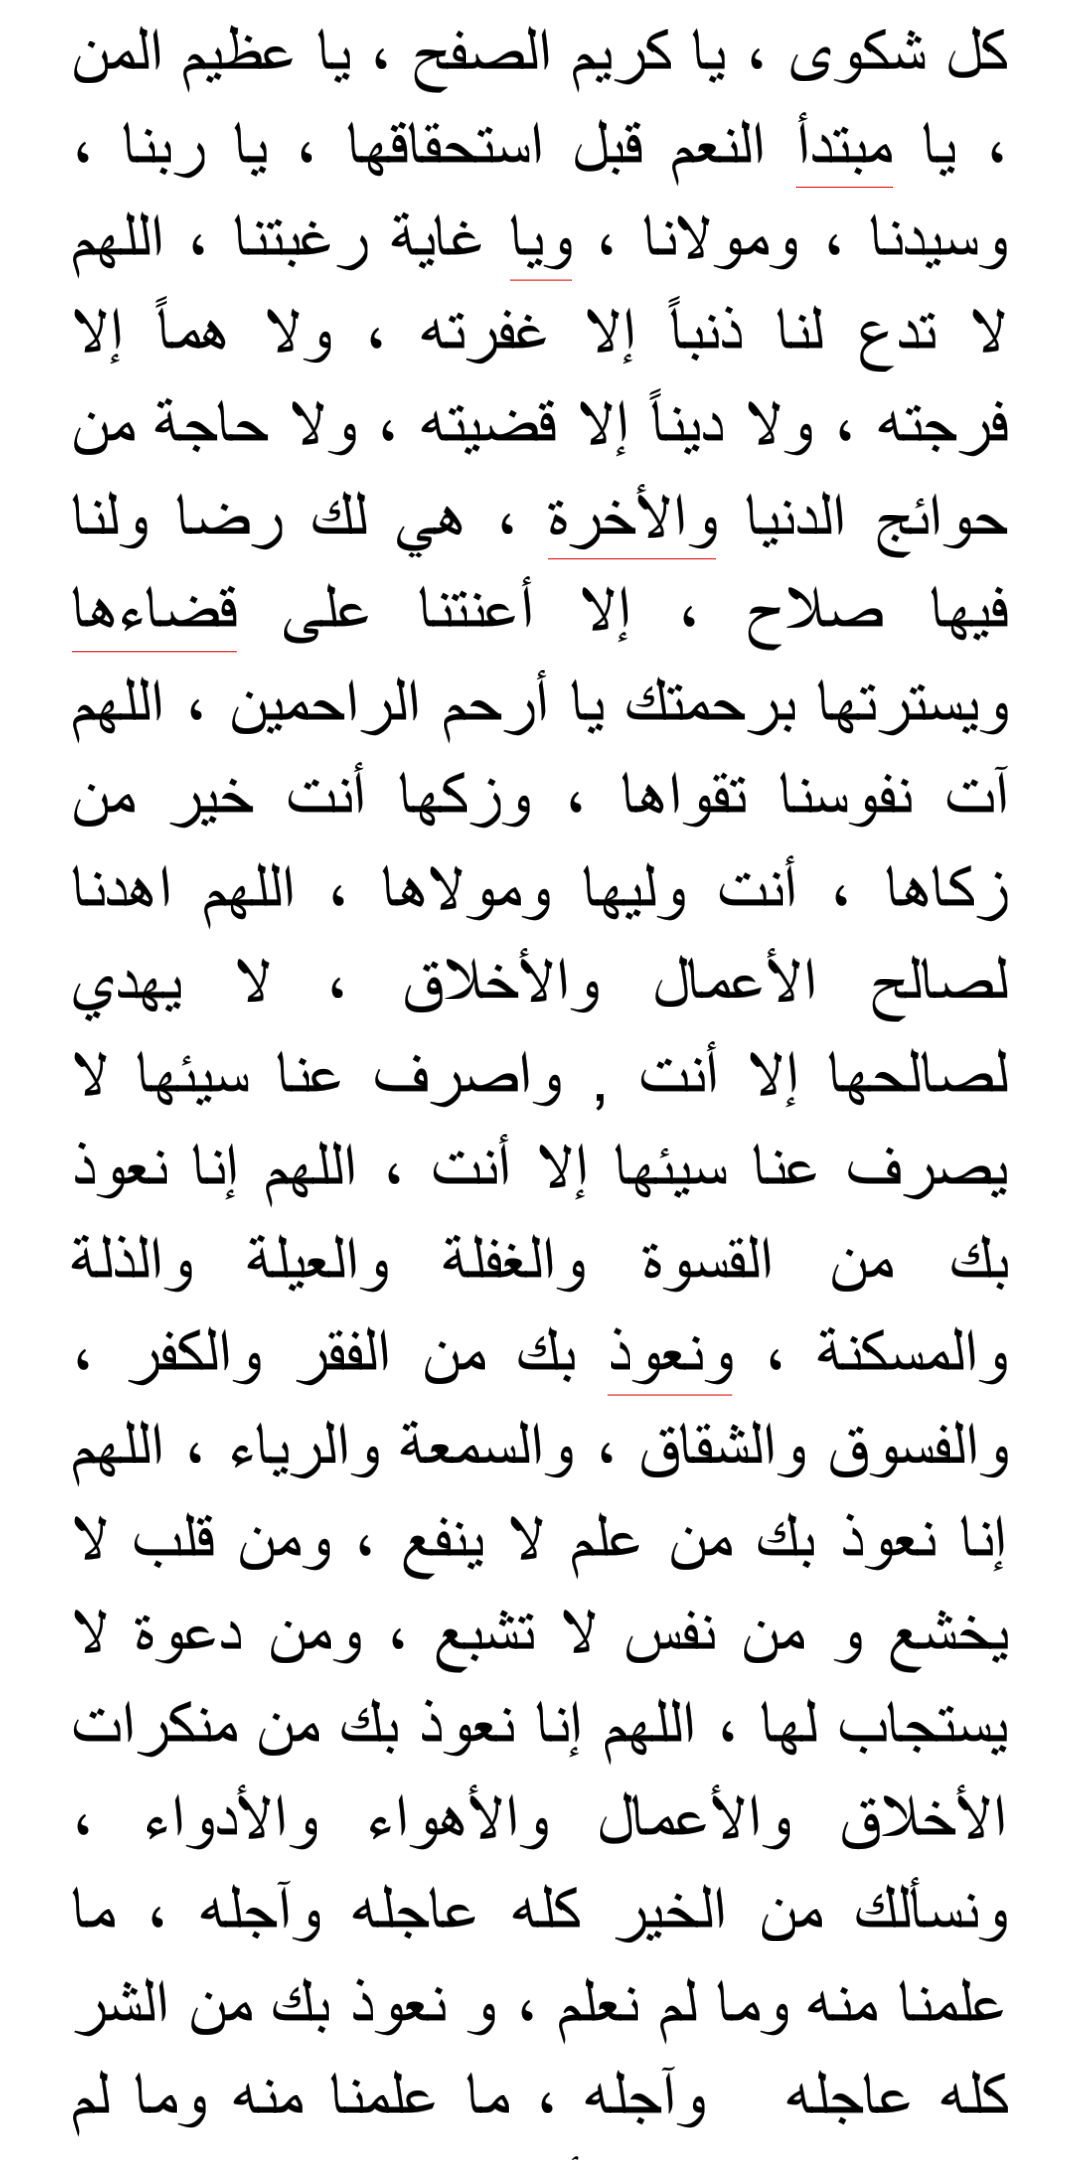 كل شكوى ، يا كريم الصفح ، يا عظيم المن
، يا مبتدأ النعم قبل استحقاقها ، يا ربنا ،
وسيدنا ، ومولانا ، ويا غاية رغبتنا ، اللهم
لا تدع لنا ذنباً إلا غفرته ، ولا هماً إلا
فرجته ، ولا ديناً إلا قضيته ، ولا حاجة من
حوائج الدنيا والأخرة ، هي لك رضا ولنا
فيها صلاح ، إلا أعنتنا على قضاءها
ويسترتها برحمتك يا أرحم الراحمين ، اللهم
آت نفوسنا تقواها ، وزكها أنت خير من
زكاها ، أنت وليها ومولاها ، اللهم اهدنا
لصالح الأعمال والأخلاق ، لا يهدي
لصالحها إلا أنت , واصرف عنا سيئها لا
يصرف عنا سيئها إلا أنت ، اللهم إنا نعوذ
بك من القسوة والغفلة والعيلة والذلة
والمسكنة ، ونعوذ بك من الفقر والكفر ،
والفسوق والشقاق ، والسمعة والرياء ، اللهم
إنا نعوذ بك من علم لا ينفع ، ومن قلب لا
يخشع و من نفس لا تشبع ، ومن دعوة لا
يستجاب لها ، اللهم إنا نعوذ بك من منكرات
الأخلاق والأعمال والأهواء والأدواء ،
ونسألك من الخير كله عاجله وآجله ، ما
علمنا منه وما لم نعلم ، و نعوذ بك من الشر
كله عاجله وآجله ، ما علمنا منه وما لم